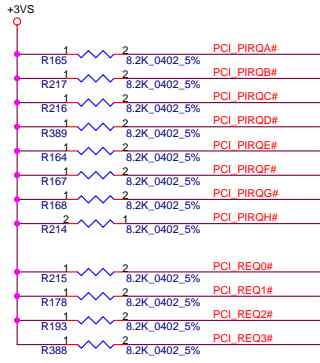 +3VS
1 2 PCI_PIRQA#
R165 8.2K_0402_5%
1 2 PCI_PIRQB#
R217 8.2K_0402_5%
1 2 PCI_PIRQC#
R216 8.2K_0402_5%
1 2 PCI_PIRQD#
R389 8.2K_0402_5%
1 2 PCI_PIRQE#
R164 8.2K_0402_5%
1 2 PCI_PIRQF#
R167 8.2K_0402_5%
1 2 PCI_PIRQG#
R168 8.2K_0402_5%
2 1 PCI_PIRQH#
R214 8.2K_0402_5%
1 2 PCI_REQ0#
R215 8.2K_0402_5%
1 2 PCI_REQ1#
R178 8.2K_0402_5%
1 2 PCI_REQ2#
R193 8.2K_0402_5%
1 2 PCI_REQ3#
R388 8.2K_0402_5%